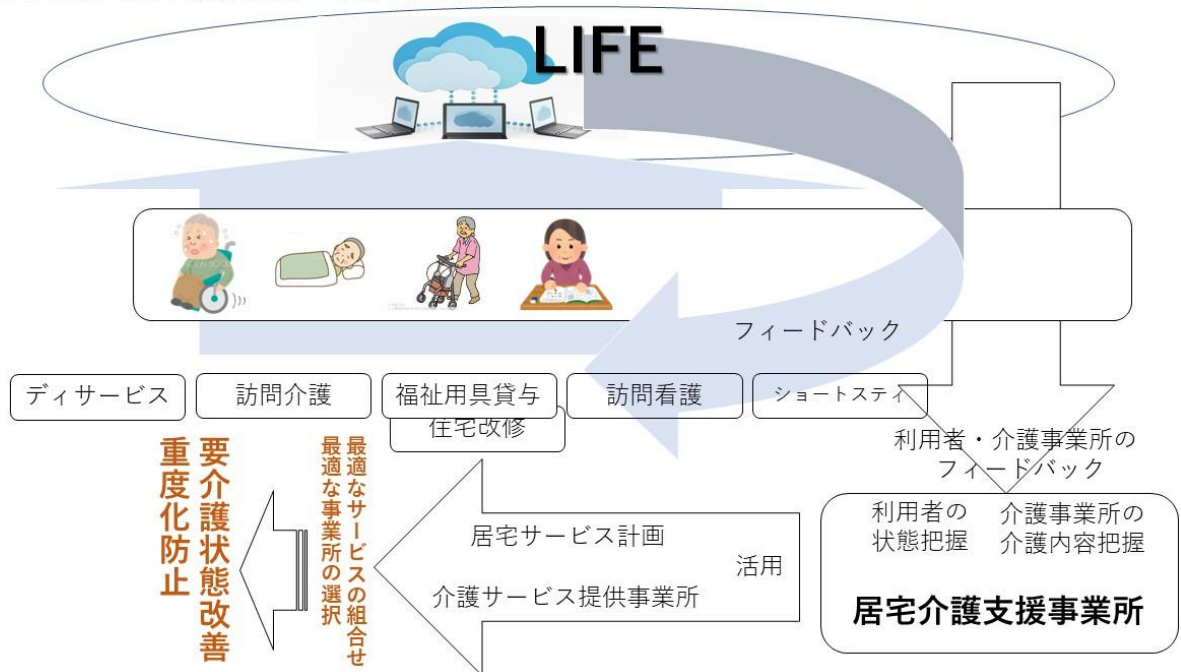 LIFE
フィードバック
ディサービス
訪問介護
福祉用具貸与
訪問看護
ショートスティ
住宅改修
利用者・介護事業所の
フィードバック
利用者の
状態把握
介護事業所の
介護内容把握
居宅介護支援事業所
活用
居宅サービス計画
介護サービス提供事業所
最適なサービスの組合せ
最適な事業所の選択
要介護状態改善
重度化防止